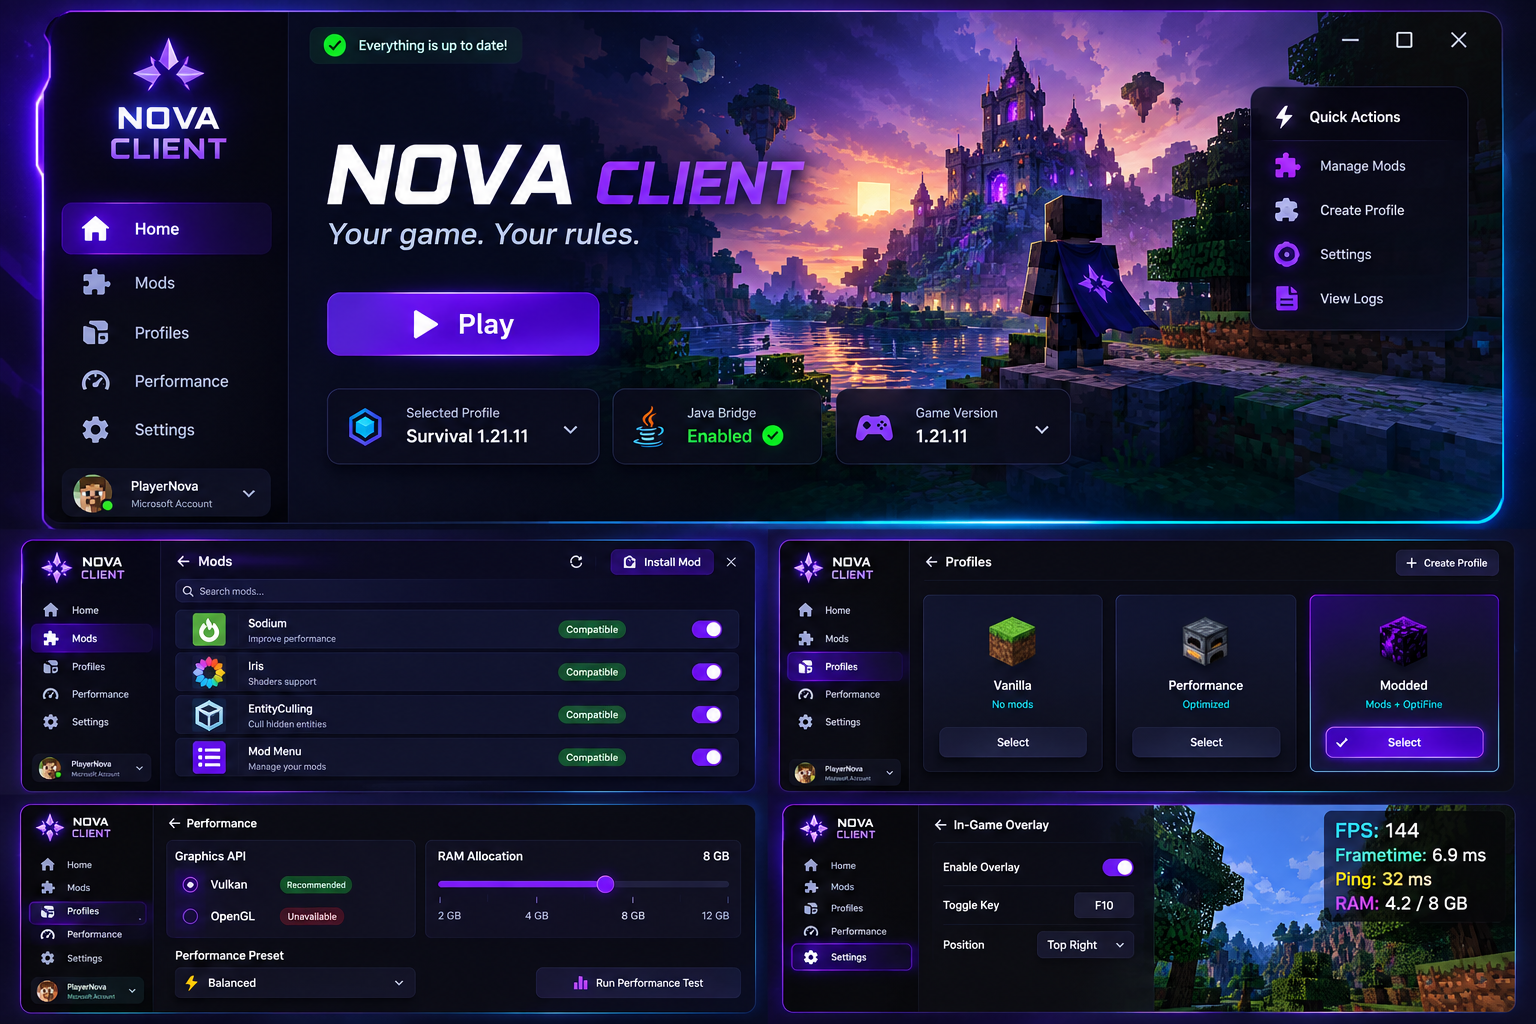 Everything is up to date!
NOVA
CLIENT
Home
Mods
Profiles
Performance
Settings
PlayerNova
Microsoft Account
NOVA CLIENT
Your game. Your rules.
Play
Selected Profile
Survival 1.21.11
Java Bridge
Enabled
Game Version
1.21.11
Quick Actions
Manage Mods
Create Profile
Settings
View Logs
NOVA
CLIENT
Home
Mods
Profiles
Performance
Settings
PlayerNova
Microsoft Account
Mods
Install Mod
Search mods...
Sodium
Improve performance
Compatible
Iris
Shaders support
Compatible
EntityCulling
Cull hidden entities
Compatible
Mod Menu
Manage your mods
Compatible
NOVA
CLIENT
Home
Mods
Profiles
Performance
Settings
PlayerNova
Microsoft Account
Profiles
Create Profile
Vanilla
No mods
Select
Performance
Optimized
Select
Modded
Mods + OptiFine
Select
NOVA
CLIENT
Home
Mods
Profiles
Performance
Settings
PlayerNova
Microsoft Account
Performance
Graphics API
Vulkan Recommended
OpenGL Unavailable
RAM Allocation 8 GB
2 GB 4 GB 8 GB 12 GB
Performance Preset
Balanced
Run Performance Test
NOVA
CLIENT
Home
Mods
Profiles
Performance
Settings
In-Game Overlay
Enable Overlay
Toggle Key F10
Position Top Right
FPS: 144
Frametime: 6.9 ms
Ping: 32 ms
RAM: 4.2 / 8 GB